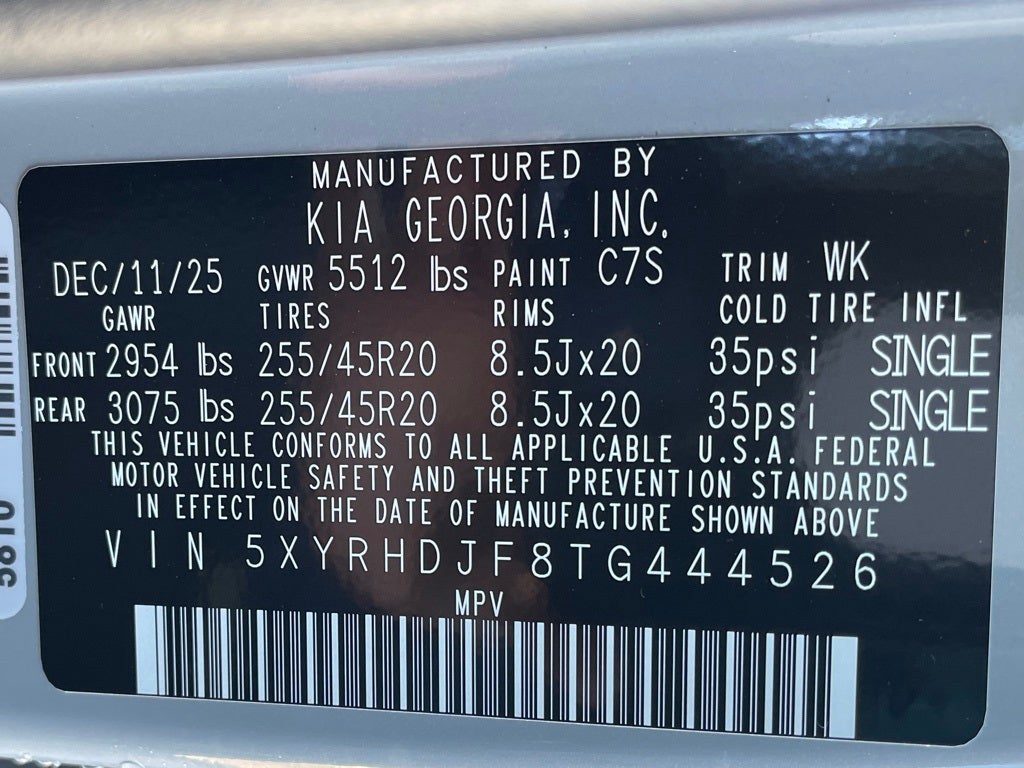 MANUFACTURED BY
KIA GEORGIA, INC.
DEC/11/25 GVWR 5512 lbs PAINT C7S TRIM WK
GAWR TIRES RIMS COLD TIRE INFL
FRONT 2954 lbs 255/45R20 8.5Jx20 35psi SINGLE
REAR 3075 lbs 255/45R20 8.5Jx20 35psi SINGLE
THIS VEHICLE CONFORMS TO ALL APPLICABLE U.S.A. FEDERAL
MOTOR VEHICLE SAFETY AND THEFT PREVENTION STANDARDS
IN EFFECT ON THE DATE OF MANUFACTURE SHOWN ABOVE
VIN 5XYRHDJF8TG444526
MPV